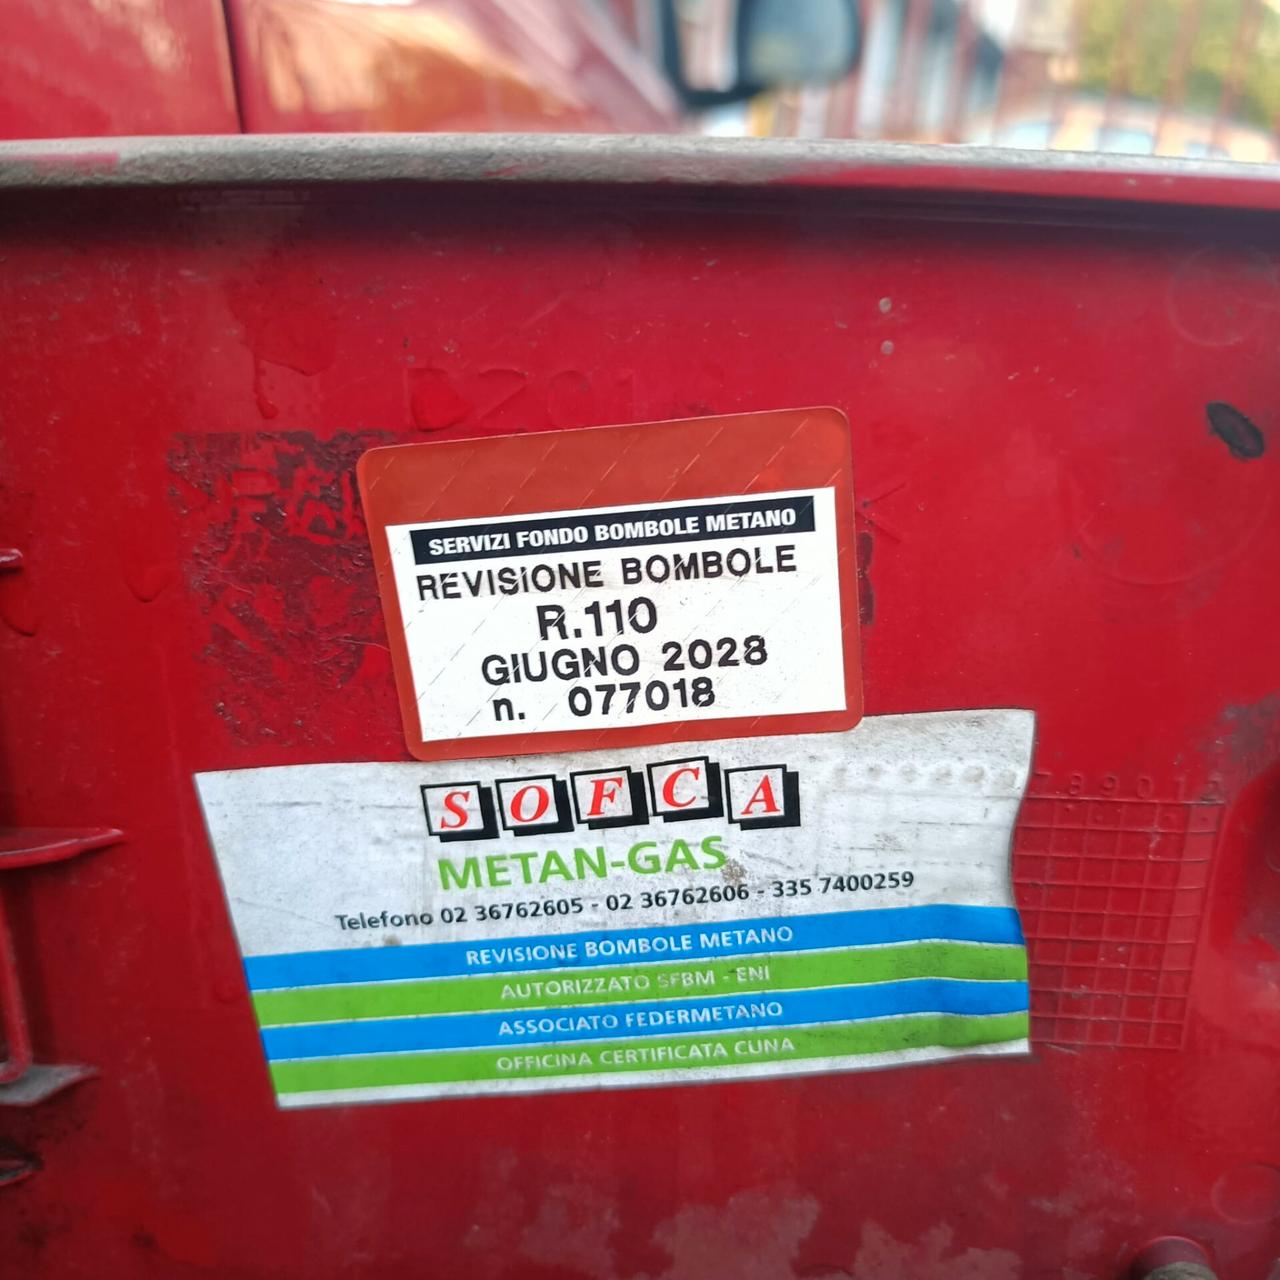 SERVIZI FONDO BOMBOLE METANO
REVISIONE BOMBOLE
R.110
GIUGNO 2028
n. 077018
SOFCA
METAN-GAS
Telefono 02 36762605 - 02 36762606 - 335 7400259
REVISIONE BOMBOLE METANO
AUTORIZZATO SFBM - ENI
ASSOCIATO FEDERMETANO
OFFICINA CERTIFICATA CUNA